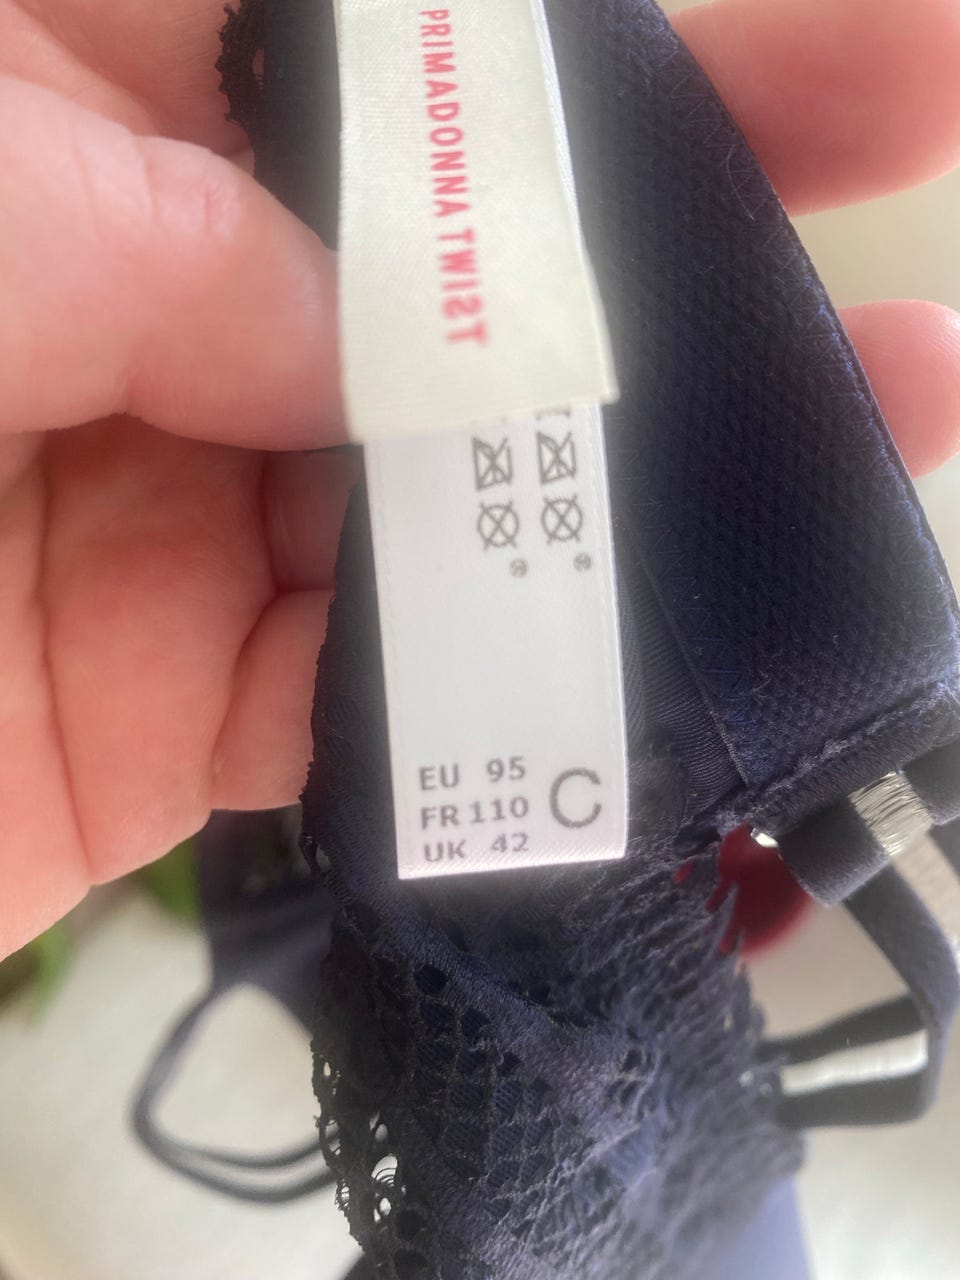 PRIMADONNA TWIST
EU 95
FR 110 C
UK 42